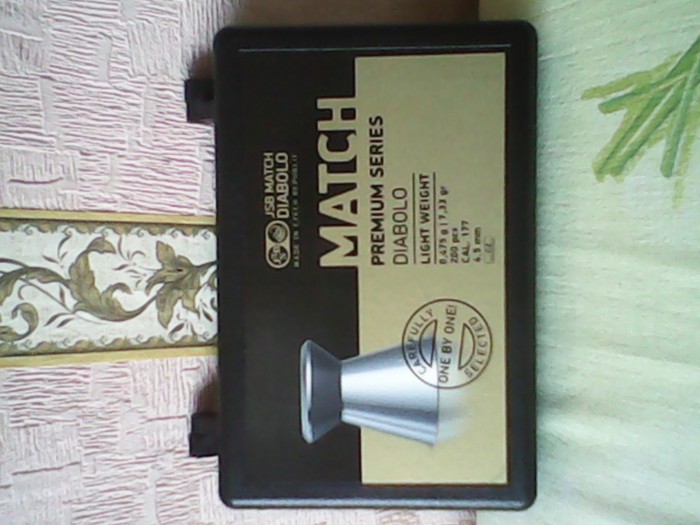 JSB MATCH
DIABOLO
MADE IN CZECH REPUBLIC
MATCH
PREMIUM SERIES
DIABOLO
LIGHT WEIGHT
0,475 g | 7,33 gr
200 pcs
CAL. .177
4,5 mm
CAREFULLY
ONE BY ONE!
SELECTED